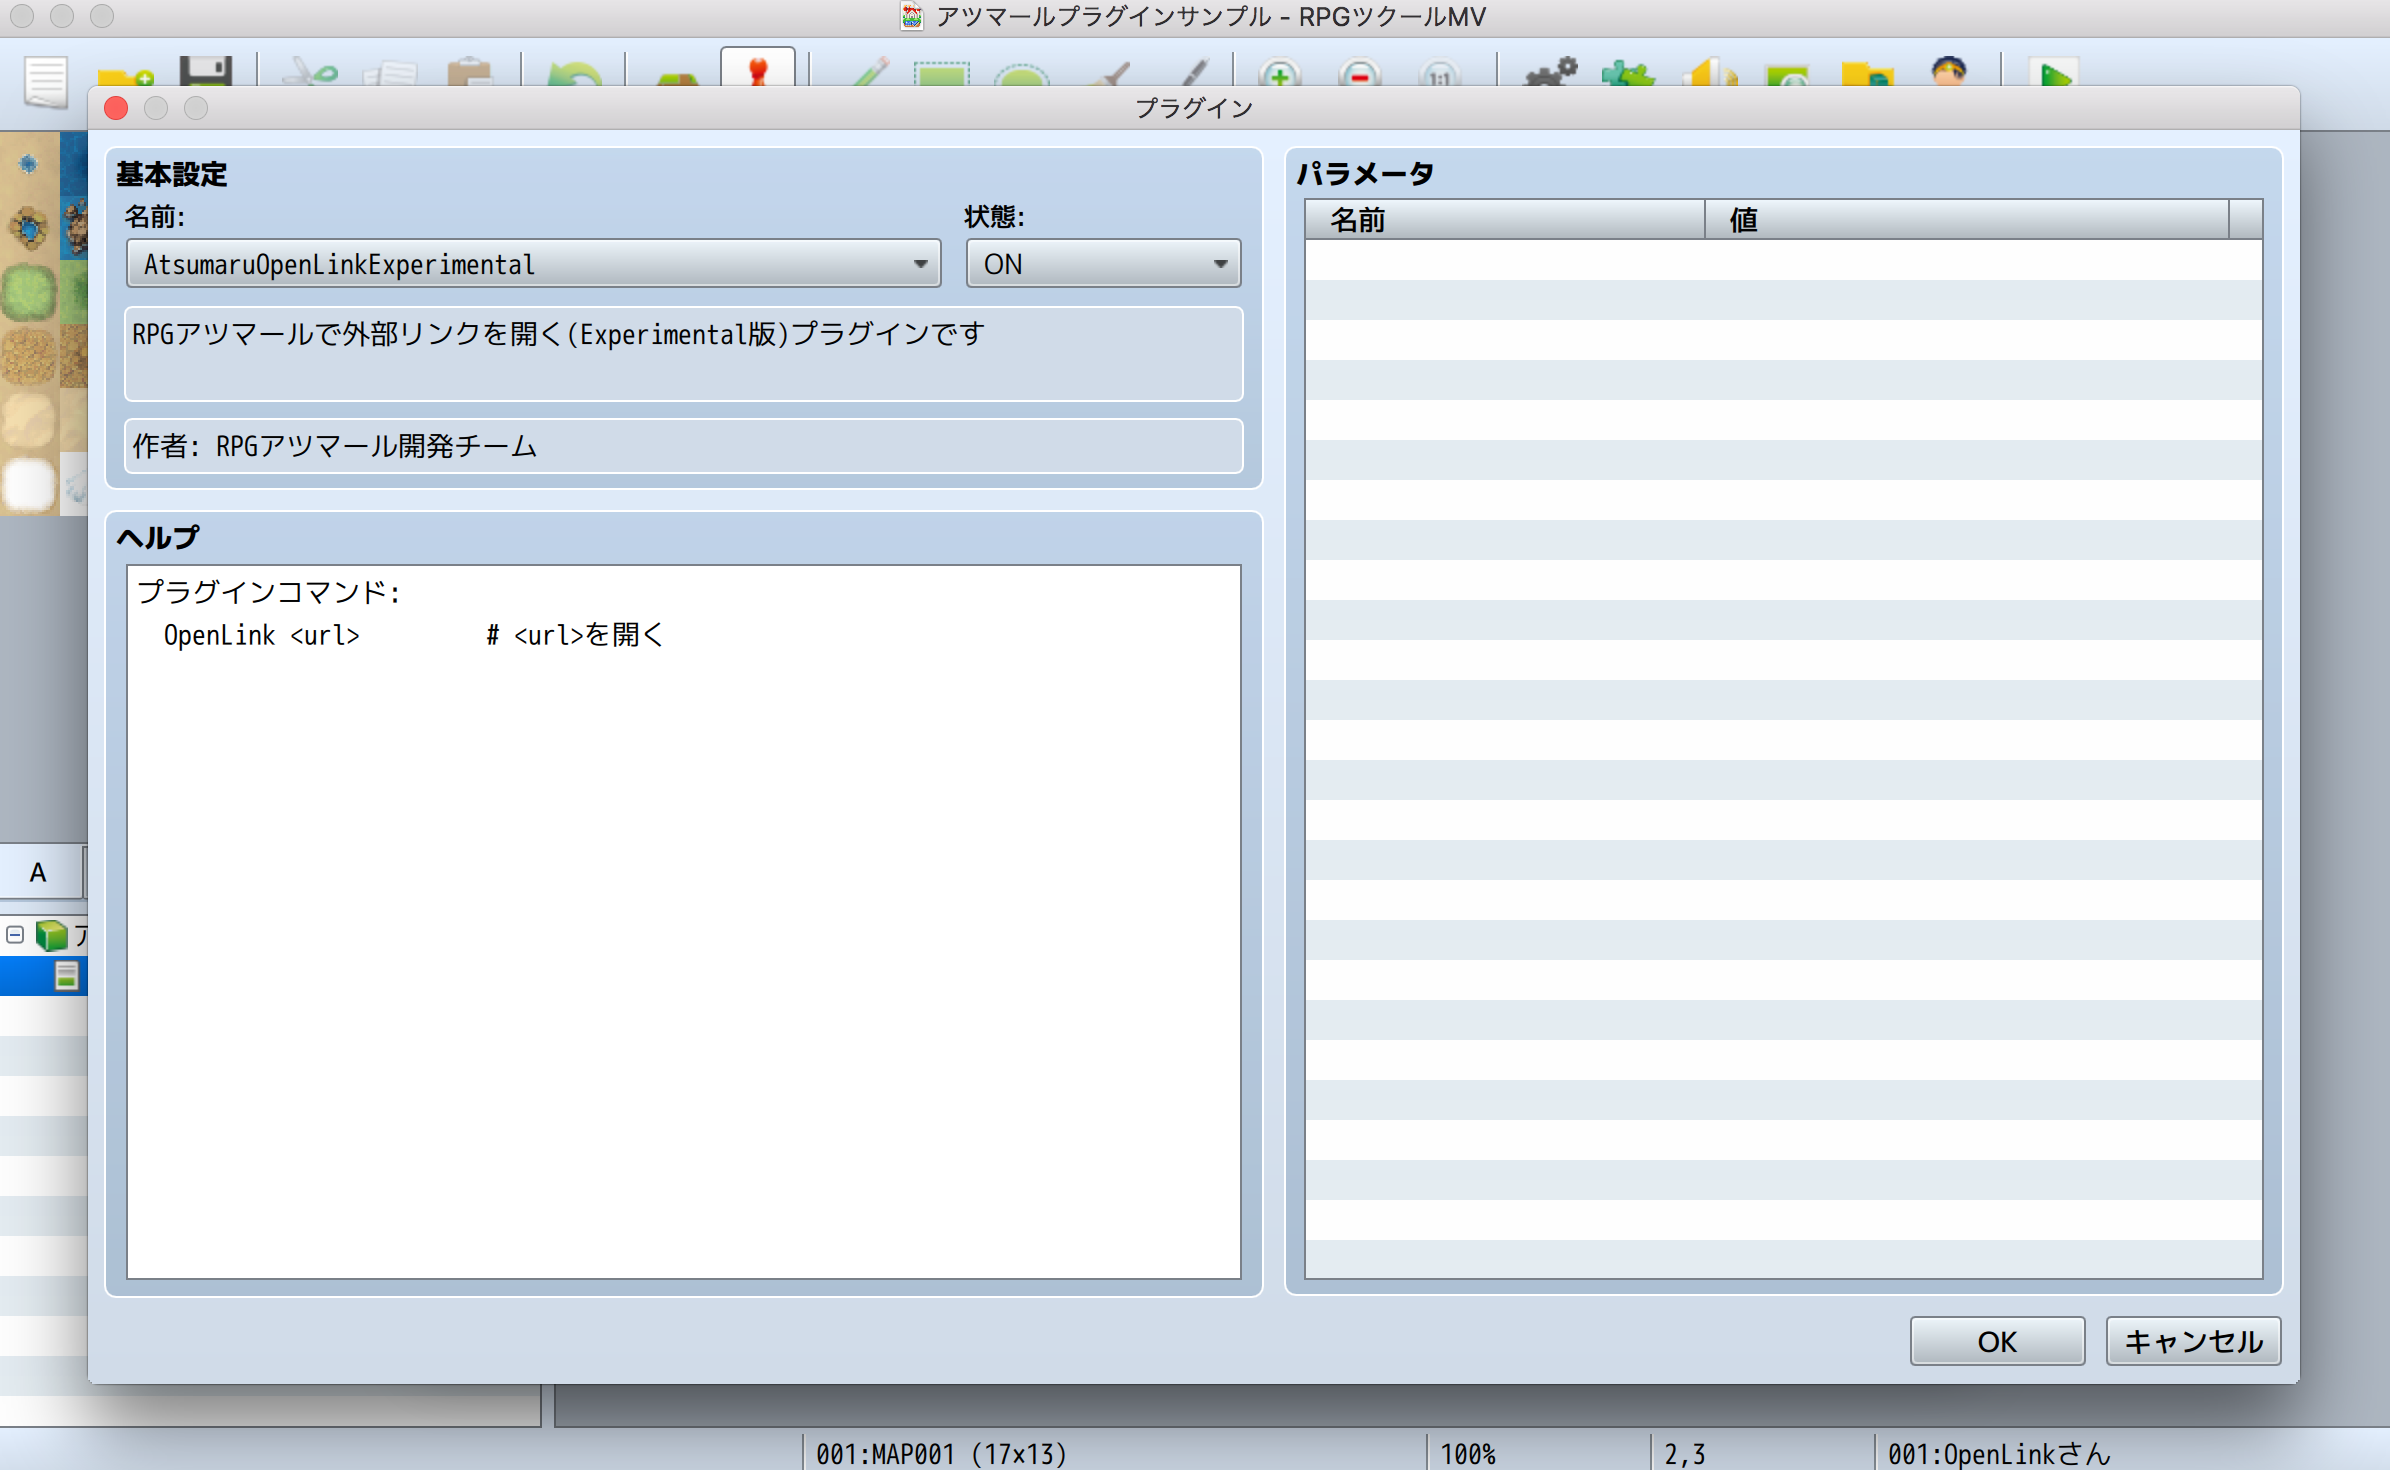 アツマールプラグインサンプル - RPGツクールMV
1:1
プラグイン
基本設定
名前:
状態:
AtsumaruOpenLinkExperimental
ON
RPGアツマールで外部リンクを開く(Experimental版)プラグインです
作者: RPGアツマール開発チーム
ヘルプ
プラグインコマンド:
OpenLink <url> # <url>を開く
パラメータ
名前
値
A
ア
OK
キャンセル
001:MAP001 (17×13)
100%
2,3
001:OpenLinkさん